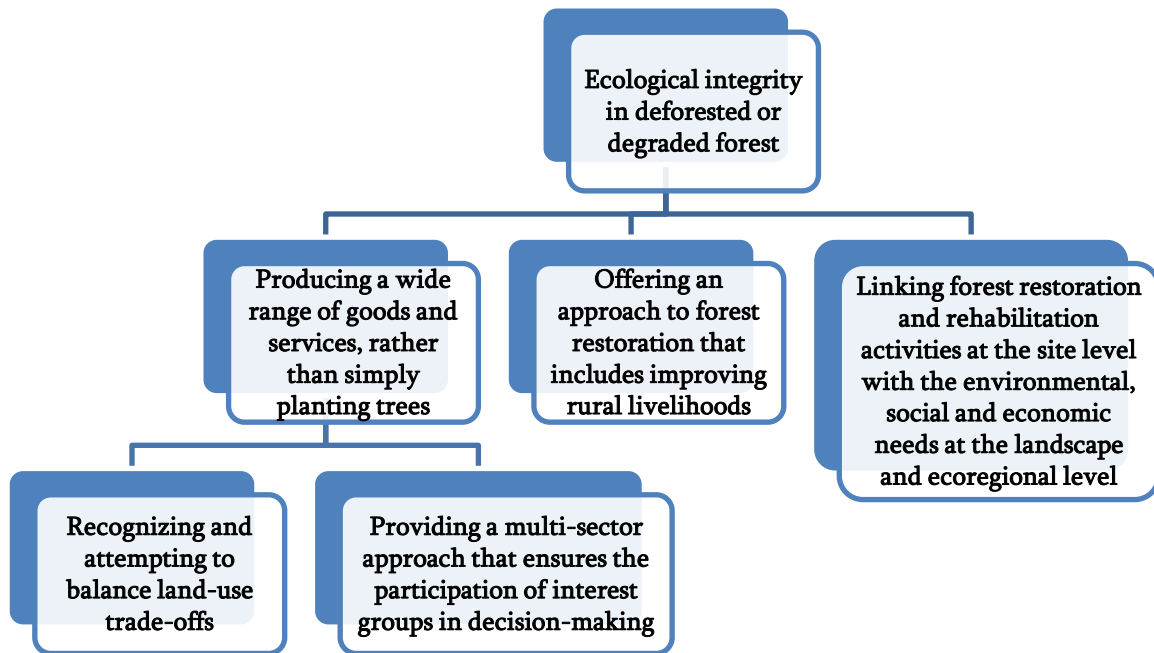 Ecological integrity
in deforested or
degraded forest
Producing a wide
range of goods and
services, rather
than simply
planting trees
Offering an
approach to forest
restoration that
includes improving
rural livelihoods
Linking forest restoration
and rehabilitation
activities at the site level
with the environmental,
social and economic
needs at the landscape
and ecoregional level
Recognizing and
attempting to
balance land-use
trade-offs
Providing a multi-sector
approach that ensures the
participation of interest
groups in decision-making